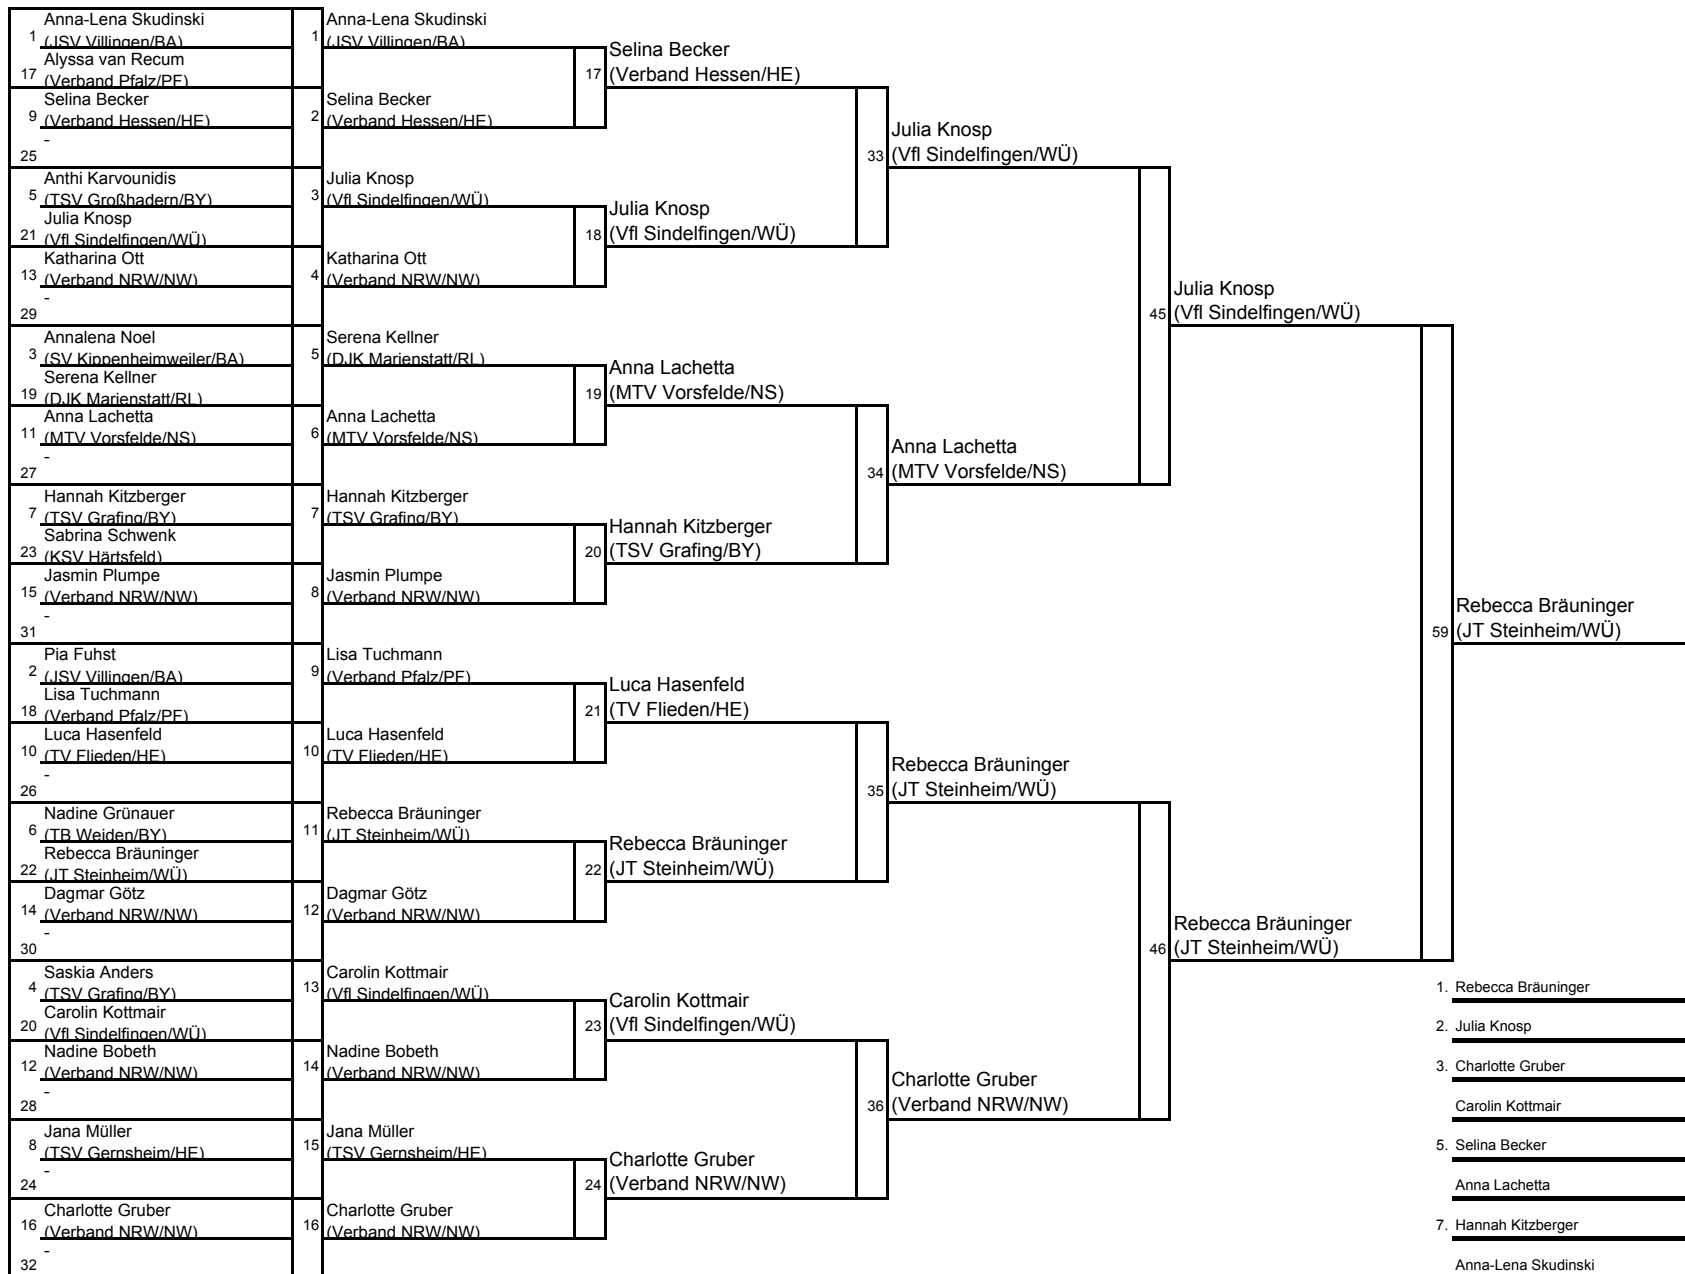 1 Anna-Lena Skudinski
(JSV Villingen/BA)
17 Alyssa van Recum
(Verband Pfalz/PF)
9 Selina Becker
(Verband Hessen/HE)
25 -
5 Anthi Karvounidis
(TSV Großhadern/BY)
21 Julia Knosp
(Vfl Sindelfingen/WÜ)
13 Katharina Ott
(Verband NRW/NW)
29 -
3 Annalena Noel
(SV Kippenheimweiler/BA)
19 Serena Kellner
(DJK Marienstatt/RL)
11 Anna Lachetta
(MTV Vorsfelde/NS)
27 -
7 Hannah Kitzberger
(TSV Grafing/BY)
23 Sabrina Schwenk
(KSV Härtsfeld)
15 Jasmin Plumpe
(Verband NRW/NW)
31 -
2 Pia Fuhst
(JSV Villingen/BA)
18 Lisa Tuchmann
(Verband Pfalz/PF)
10 Luca Hasenfeld
(TV Flieden/HE)
26 -
6 Nadine Grünauer
(TB Weiden/BY)
22 Rebecca Bräuninger
(JT Steinheim/WÜ)
14 Dagmar Götz
(Verband NRW/NW)
30 -
4 Saskia Anders
(TSV Grafing/BY)
20 Carolin Kottmair
(Vfl Sindelfingen/WÜ)
12 Nadine Bobeth
(Verband NRW/NW)
28 -
8 Jana Müller
(TSV Gernsheim/HE)
24 -
16 Charlotte Gruber
(Verband NRW/NW)
32 -
1 Anna-Lena Skudinski
(JSV Villingen/BA)
2 Selina Becker
(Verband Hessen/HE)
3 Julia Knosp
(Vfl Sindelfingen/WÜ)
4 Katharina Ott
(Verband NRW/NW)
5 Serena Kellner
(DJK Marienstatt/RL)
6 Anna Lachetta
(MTV Vorsfelde/NS)
7 Hannah Kitzberger
(TSV Grafing/BY)
8 Jasmin Plumpe
(Verband NRW/NW)
9 Lisa Tuchmann
(Verband Pfalz/PF)
10 Luca Hasenfeld
(TV Flieden/HE)
11 Rebecca Bräuninger
(JT Steinheim/WÜ)
12 Dagmar Götz
(Verband NRW/NW)
13 Carolin Kottmair
(Vfl Sindelfingen/WÜ)
14 Nadine Bobeth
(Verband NRW/NW)
15 Jana Müller
(TSV Gernsheim/HE)
16 Charlotte Gruber
(Verband NRW/NW)
Selina Becker
17 (Verband Hessen/HE)
Julia Knosp
18 (Vfl Sindelfingen/WÜ)
Anna Lachetta
19 (MTV Vorsfelde/NS)
Hannah Kitzberger
20 (TSV Grafing/BY)
Luca Hasenfeld
21 (TV Flieden/HE)
Rebecca Bräuninger
22 (JT Steinheim/WÜ)
Carolin Kottmair
23 (Vfl Sindelfingen/WÜ)
Charlotte Gruber
24 (Verband NRW/NW)
Julia Knosp
33 (Vfl Sindelfingen/WÜ)
Anna Lachetta
34 (MTV Vorsfelde/NS)
Rebecca Bräuninger
35 (JT Steinheim/WÜ)
Charlotte Gruber
36 (Verband NRW/NW)
Julia Knosp
45 (Vfl Sindelfingen/WÜ)
Rebecca Bräuninger
46 (JT Steinheim/WÜ)
Rebecca Bräuninger
59 (JT Steinheim/WÜ)
1. Rebecca Bräuninger
2. Julia Knosp
3. Charlotte Gruber
Carolin Kottmair
5. Selina Becker
Anna Lachetta
7. Hannah Kitzberger
Anna-Lena Skudinski